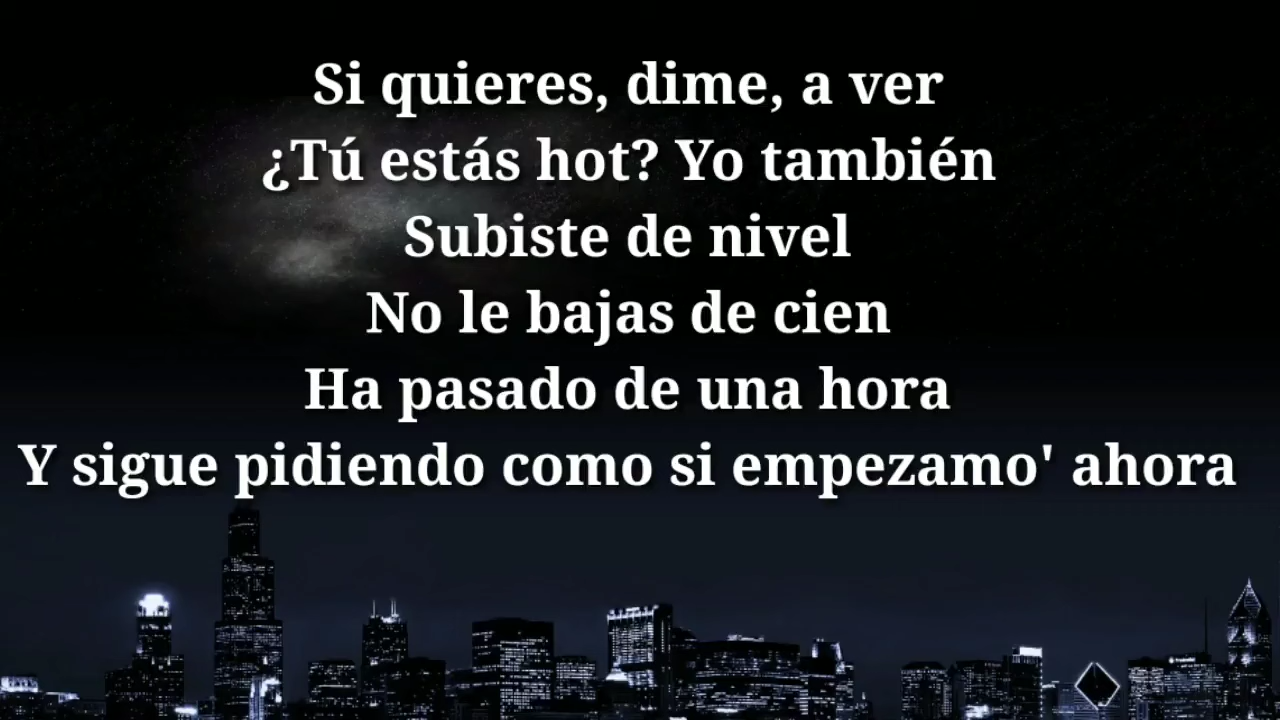 Si quieres, dime, a ver
¿Tú estás hot? Yo también
Subiste de nivel
No le bajas de cien
Ha pasado de una hora
Y sigue pidiendo como si empezamo' ahora